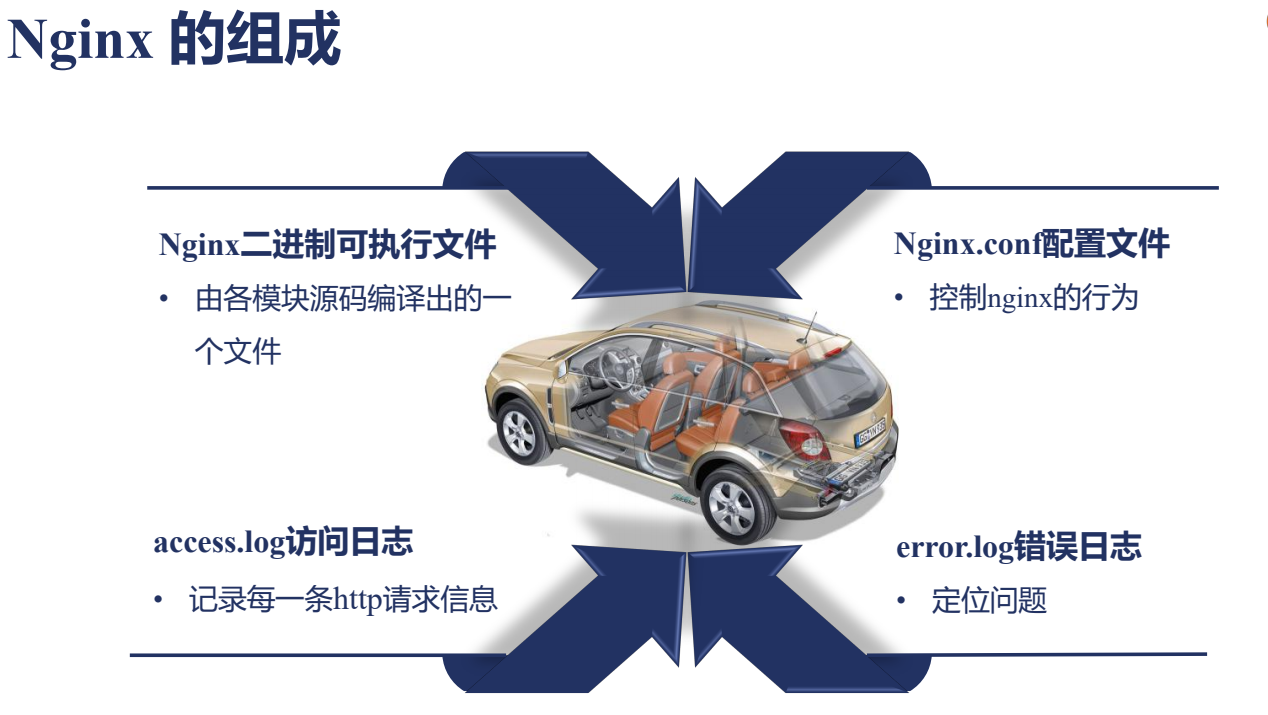 Nginx 的组成
Nginx二进制可执行文件
• 由各模块源码编译出的一
个文件
Nginx.conf配置文件
• 控制nginx的行为
access.log访问日志
• 记录每一条http请求信息
error.log错误日志
• 定位问题